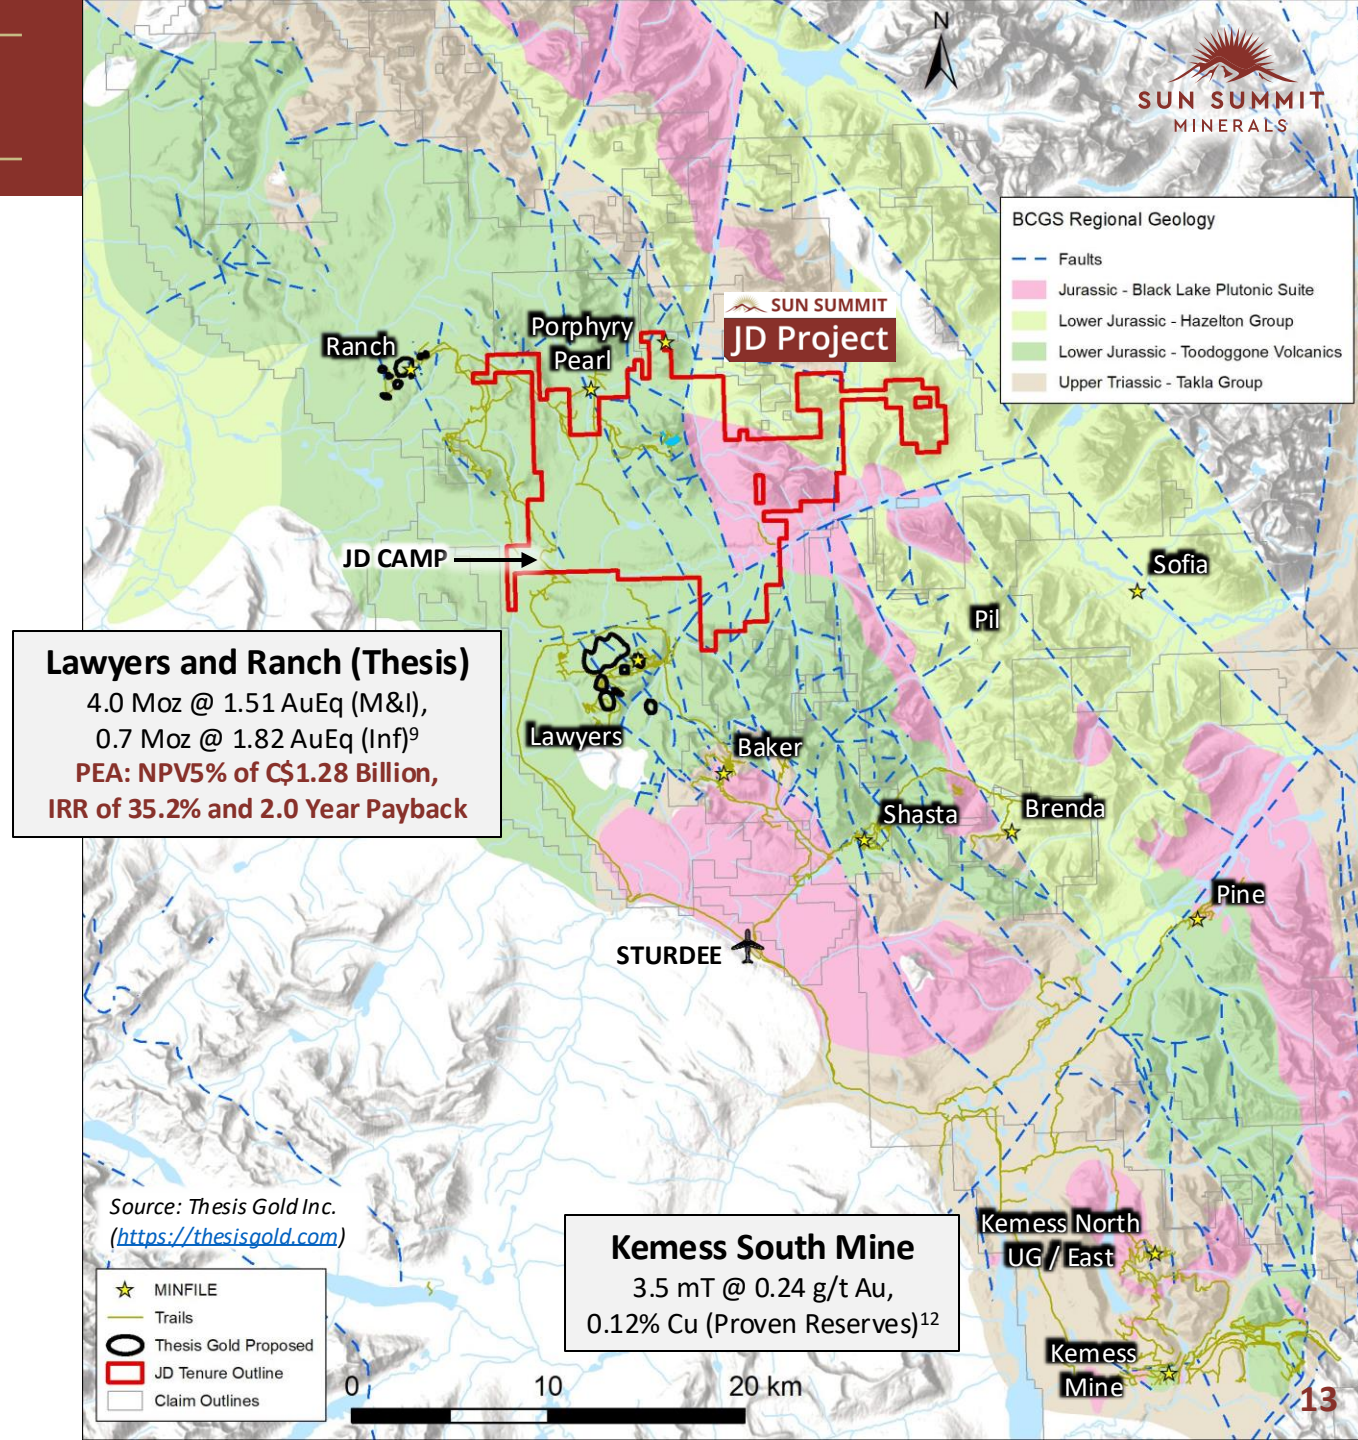 N
SUN SUMMIT
MINERALS
BCGS Regional Geology
Faults
Jurassic - Black Lake Plutonic Suite
Lower Jurassic - Hazelton Group
Lower Jurassic - Toodoggone Volcanics
Upper Triassic - Takla Group
SUN SUMMIT
JD Project
Porphyry
Pearl
Ranch
JD CAMP
Sofia
Pil
Lawyers and Ranch (Thesis)
4.0 Moz @ 1.51 AuEq (M&I),
0.7 Moz @ 1.82 AuEq (Inf)⁹
PEA: NPV5% of C$1.28 Billion,
IRR of 35.2% and 2.0 Year Payback
Lawyers
Baker
Shasta
Brenda
Pine
STURDEE
Source: Thesis Gold Inc.
(https://thesisgold.com)
Kemess South Mine
3.5 mT @ 0.24 g/t Au,
0.12% Cu (Proven Reserves)¹²
Kemess North
UG / East
Kemess
Mine
MINFILE
Trails
Thesis Gold Proposed
JD Tenure Outline
Claim Outlines
0 10 20 km
13